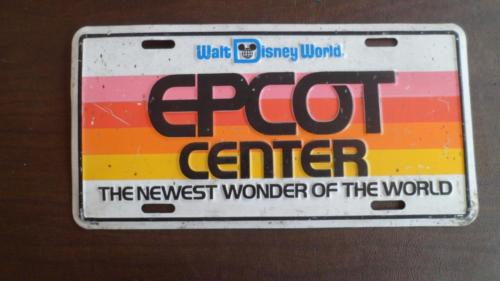 Walt Disney World
EPCOT
CENTER
THE NEWEST WONDER OF THE WORLD